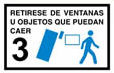 RETIRESE DE VENTANAS
U OBJETOS QUE PUEDAN
CAER
3